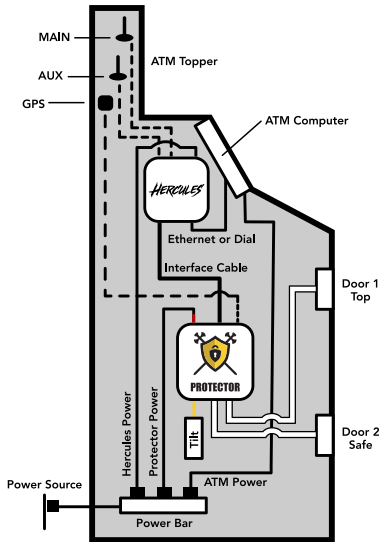 MAIN
AUX
GPS
ATM Topper
ATM Computer
HERCULES
Ethernet or Dial
Interface Cable
Door 1
Top
PROTECTOR
Hercules Power
Protector Power
Tilt
Door 2
Safe
ATM Power
Power Source
Power Bar